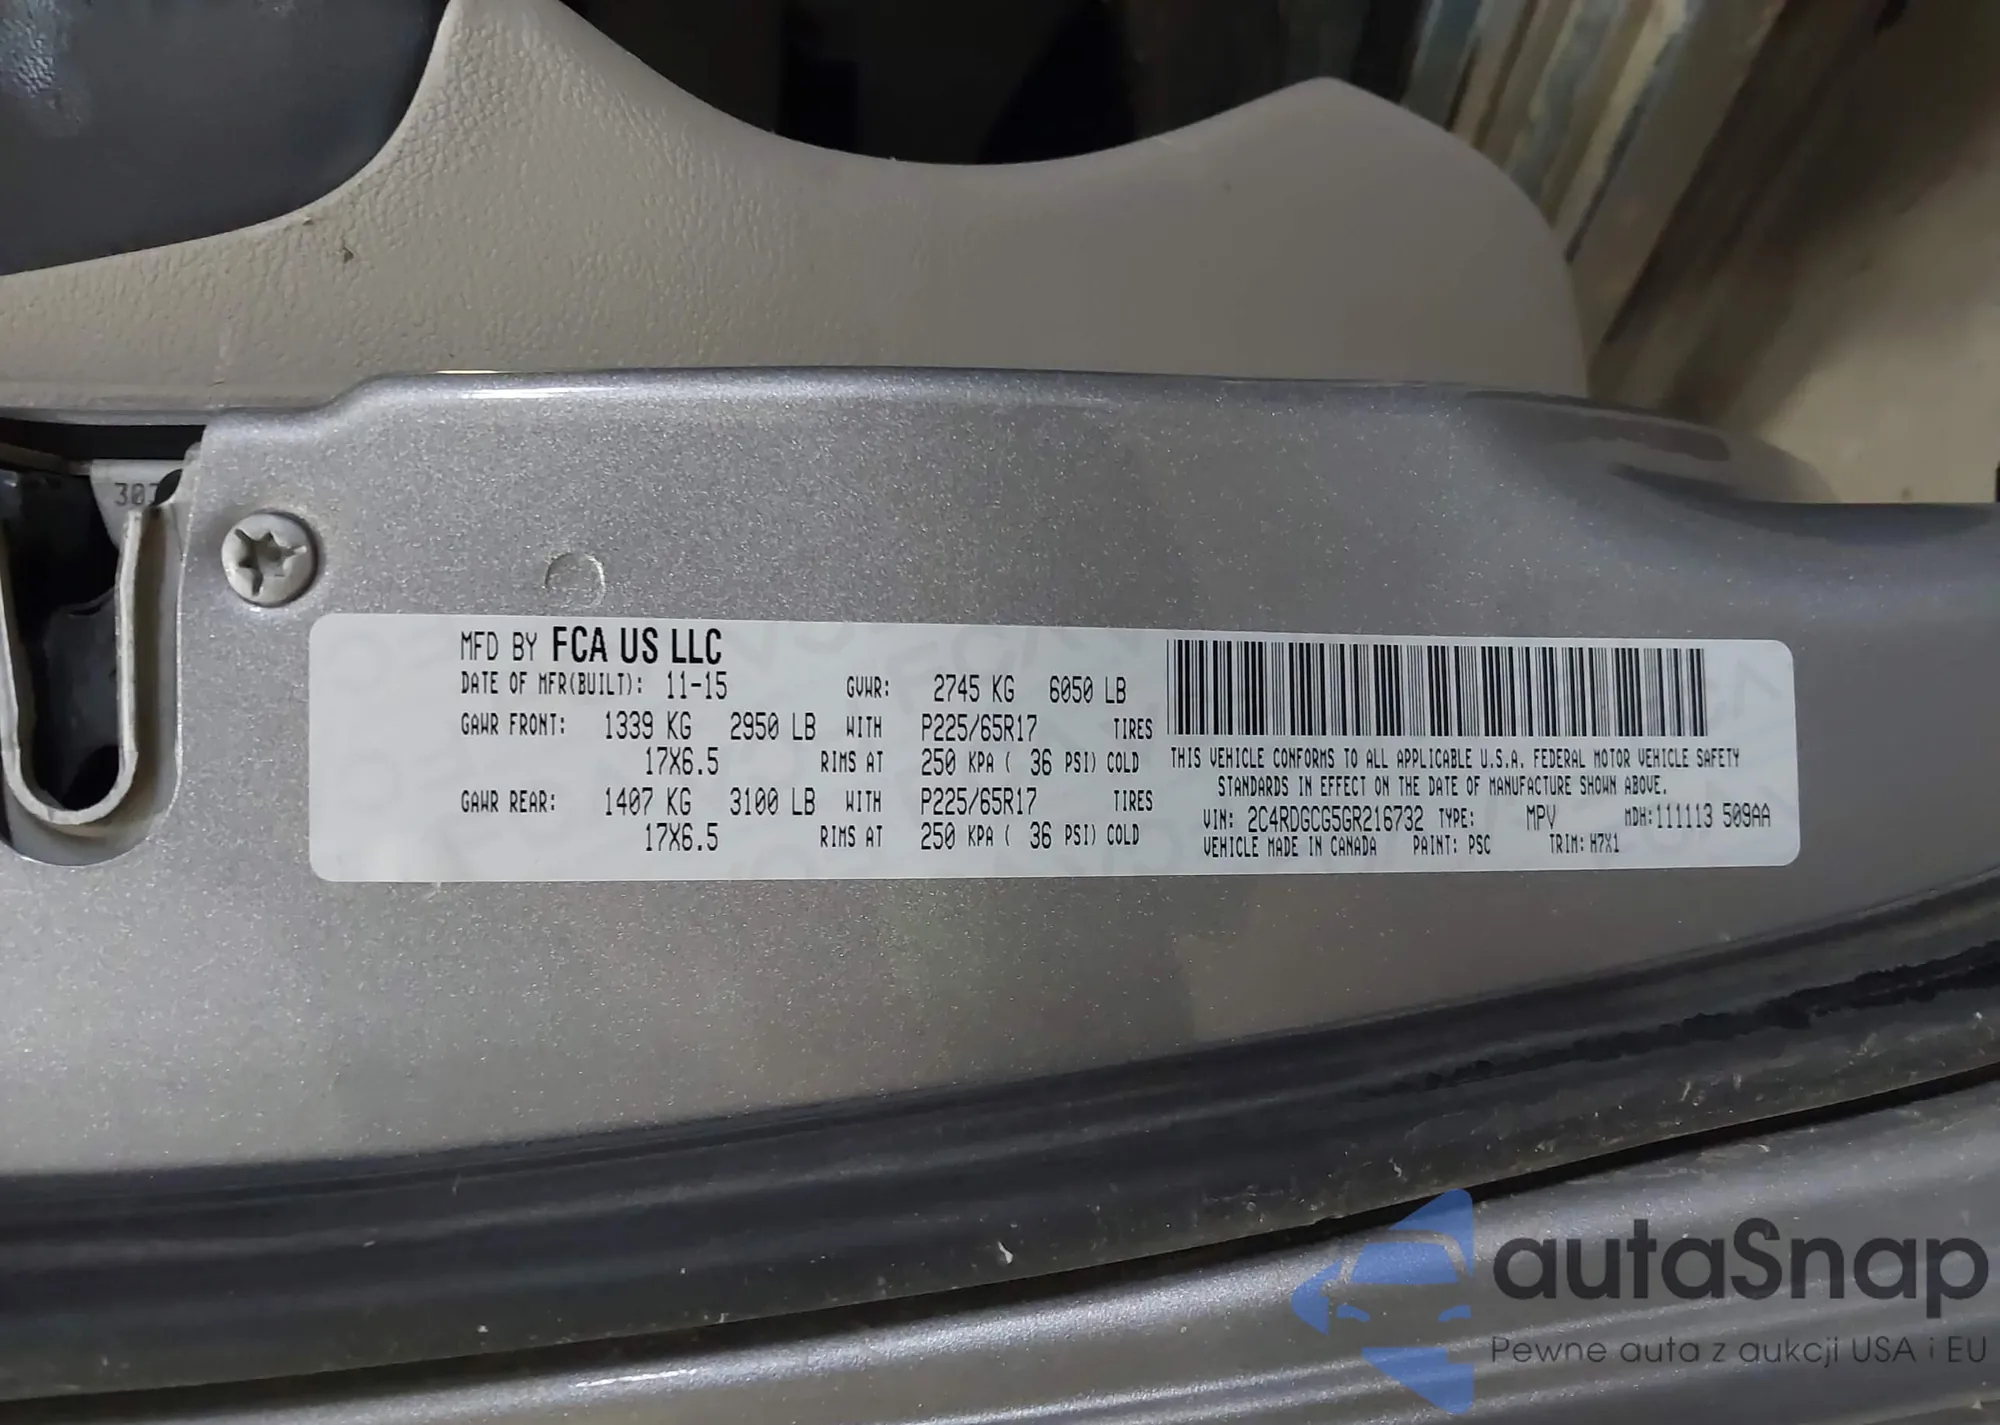 307
MFD BY FCA US LLC
DATE OF MFR(BUILT): 11-15 GVWR: 2745 KG 6050 LB
GAWR FRONT: 1339 KG 2950 LB WITH P225/65R17 TIRES
17X6.5 RIMS AT 250 KPA ( 36 PSI) COLD
GAWR REAR: 1407 KG 3100 LB WITH P225/65R17 TIRES
17X6.5 RIMS AT 250 KPA ( 36 PSI) COLD
THIS VEHICLE CONFORMS TO ALL APPLICABLE U.S.A. FEDERAL MOTOR VEHICLE SAFETY
STANDARDS IN EFFECT ON THE DATE OF MANUFACTURE SHOWN ABOVE.
VIN: 2C4RDGCG5GR216732 TYPE: MPV MDH:111113 509AA
VEHICLE MADE IN CANADA PAINT: PSC TRIM: H7X1
autaSnap
Pewne auta z aukcji USA i EU